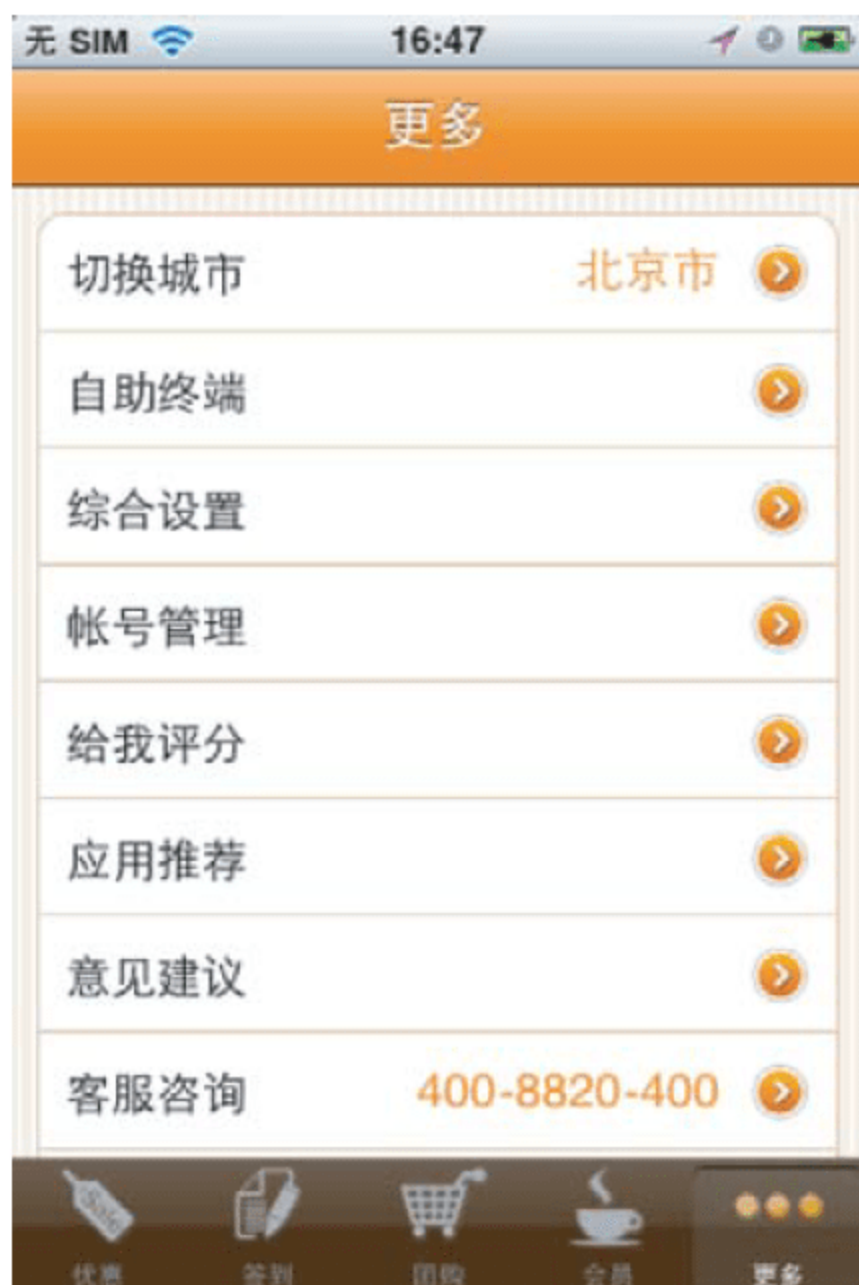 无 SIM 16:47
更多
切换城市 北京市
自助终端
综合设置
帐号管理
给我评分
应用推荐
意见建议
客服咨询 400-8820-400
Sale
优惠 签到 团购 会员 更多